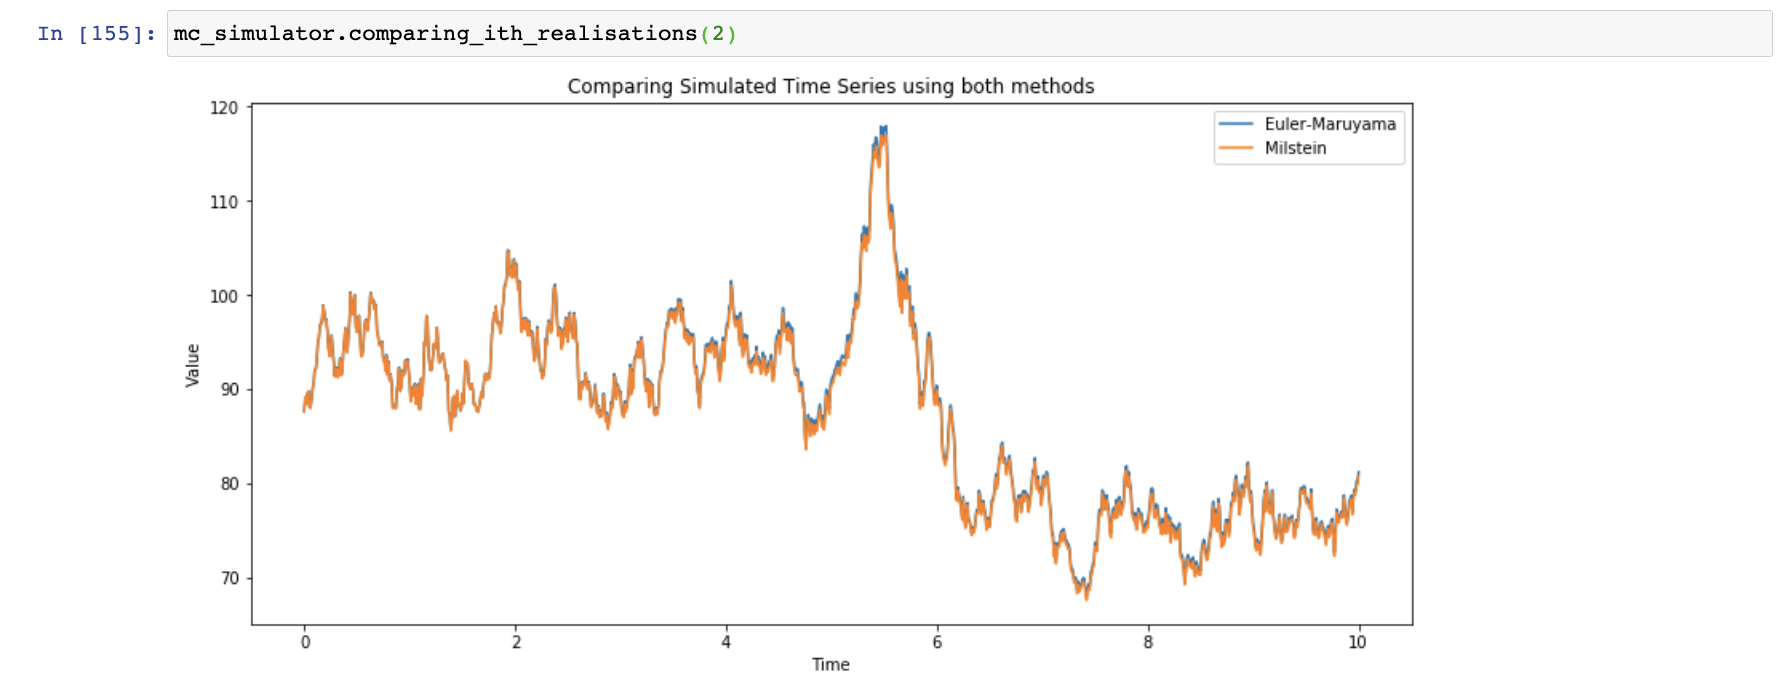 In [155]: mc_simulator.comparing_ith_realisations(2)
Comparing Simulated Time Series using both methods
Euler-Maruyama
Milstein
120
110
100
90
80
70
Value
0 2 4 6 8 10
Time